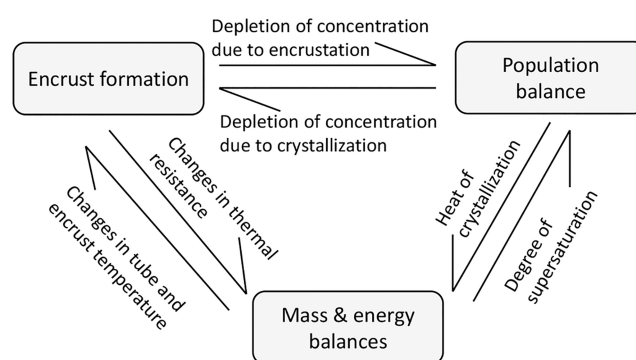 Depletion of concentration
due to encrustation
Encrust formation
Population
balance
Depletion of concentration
due to crystallization
Changes in thermal
resistance
Changes in tube and
encrust temperature
Heat of
crystallization
Degree of
supersaturation
Mass & energy
balances